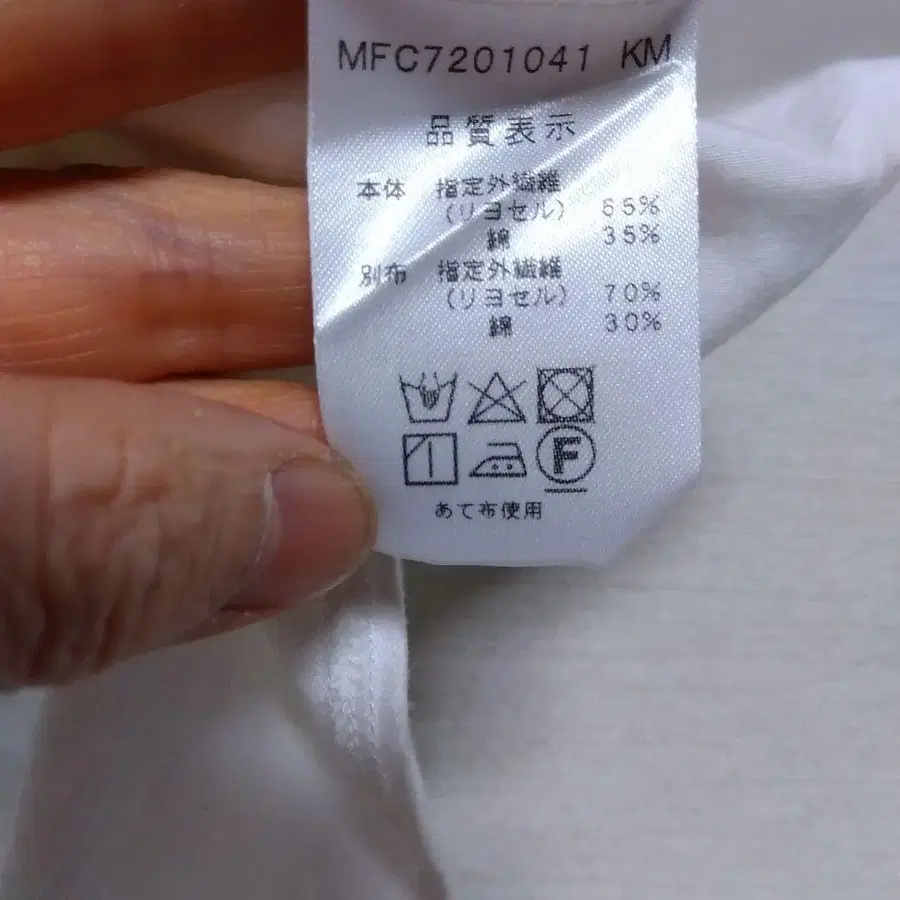 MFC7201041 KM
品質表示
本体 指定外繊維
(リヨセル) 65%
綿 35%
別布 指定外繊維
(リヨセル) 70%
綿 30%
F
あて布使用